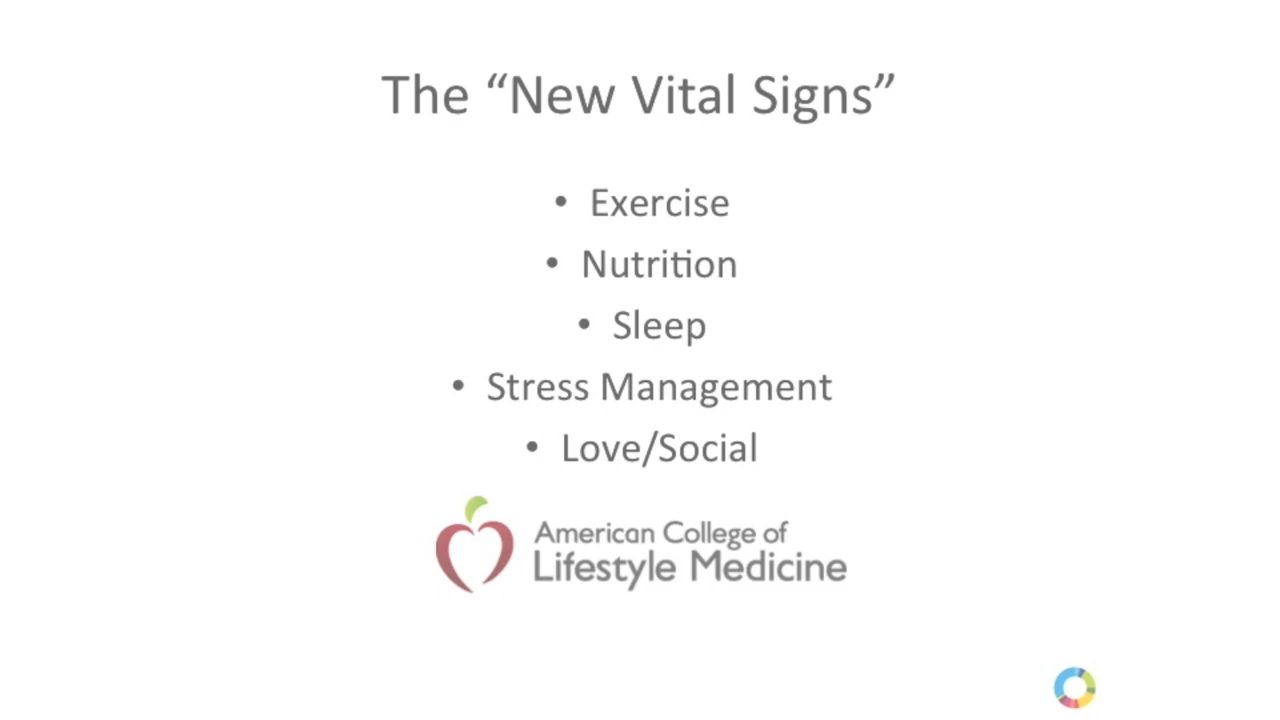 The “New Vital Signs”
• Exercise
• Nutrition
• Sleep
• Stress Management
• Love/Social
American College of
Lifestyle Medicine